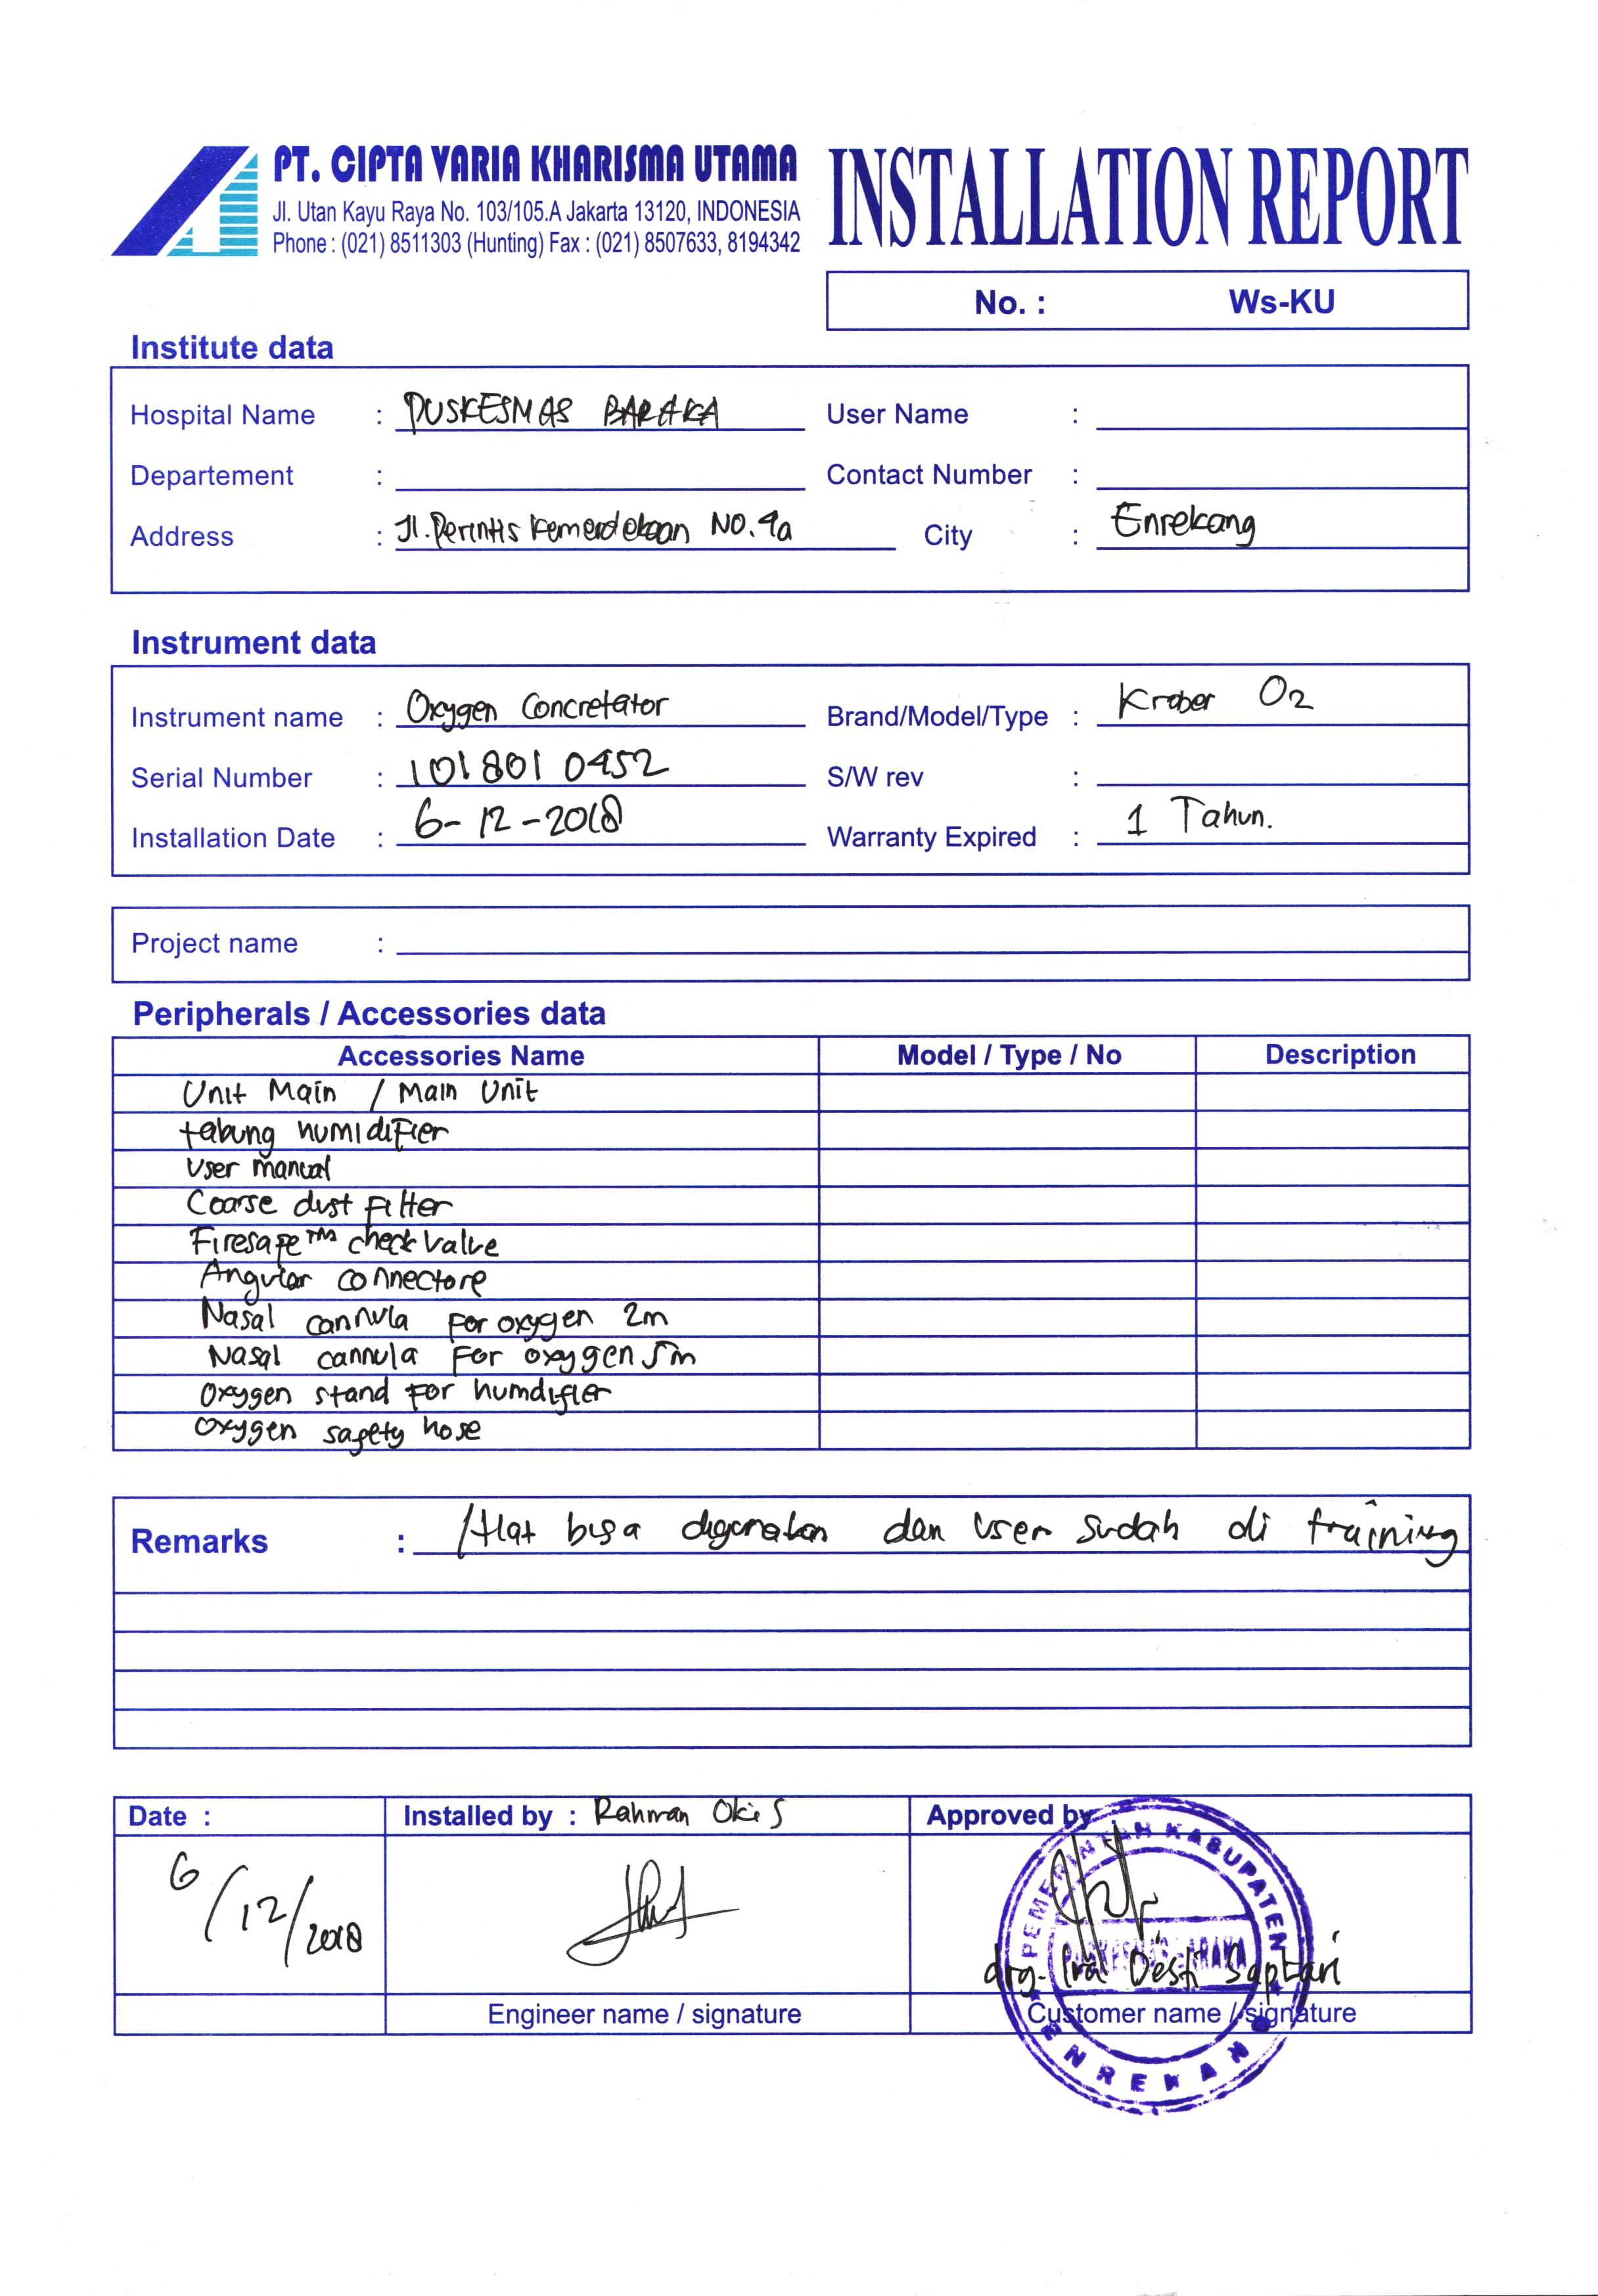 PT. CIPTA VARIA KHARISMA UTAMA
Jl. Utan Kayu Raya No. 103/105.A Jakarta 13120, INDONESIA
Phone : (021) 8511303 (Hunting) Fax : (021) 8507633, 8194342
INSTALLATION REPORT
No. : Ws-KU
Institute data
Hospital Name : PUSKESMAS BARAKA User Name :
Departement : Contact Number :
Address : Jl. Perintis Kemerdekaan NO. 4a City : Enrekang
Instrument data
Instrument name : Oxygen Concretator Brand/Model/Type : Krober O2
Serial Number : 1018010452 S/W rev :
Installation Date : 6-12-2018 Warranty Expired : 1 Tahun.
Project name :
Peripherals / Accessories data
Accessories Name Model / Type / No Description
Unit Main / Main Unit
tabung humidifier
User manual
Coarse dust filter
Firesafe™ check valve
Angular connectore
Nasal cannula for oxygen 2m
Nasal cannula for oxygen 5m
Oxygen stand for humdifier
Oxygen safety hose
Remarks : Alat bisa digunakan dan user sudah di training
Date : Installed by : Rahman Oki S Approved by
6/12/2018
PEMERINTAH KABUPATEN
PUSKESMAS BARAKA
drg. Ira Desti Saptari
Engineer name / signature Customer name / signature
ENREKANG